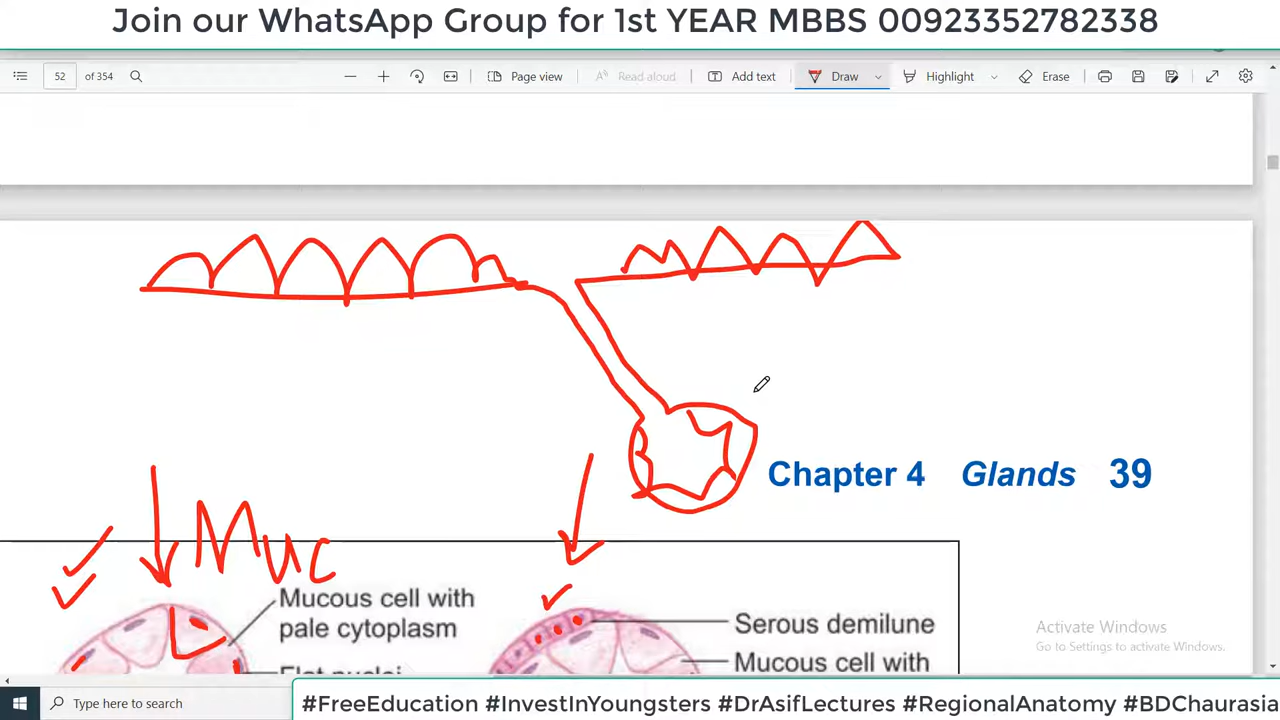 Join our WhatsApp Group for 1st YEAR MBBS 00923352782338
52 of 354 Page view Read aloud Add text Draw Highlight Erase
Chapter 4 Glands 39
Muc
Mucous cell with
pale cytoplasm
Flat nuclei
Serous demilune
Mucous cell with
Activate Windows
Go to Settings to activate Windows.
Type here to search
#FreeEducation #InvestInYoungsters #DrAsifLectures #RegionalAnatomy #BDChaurasia